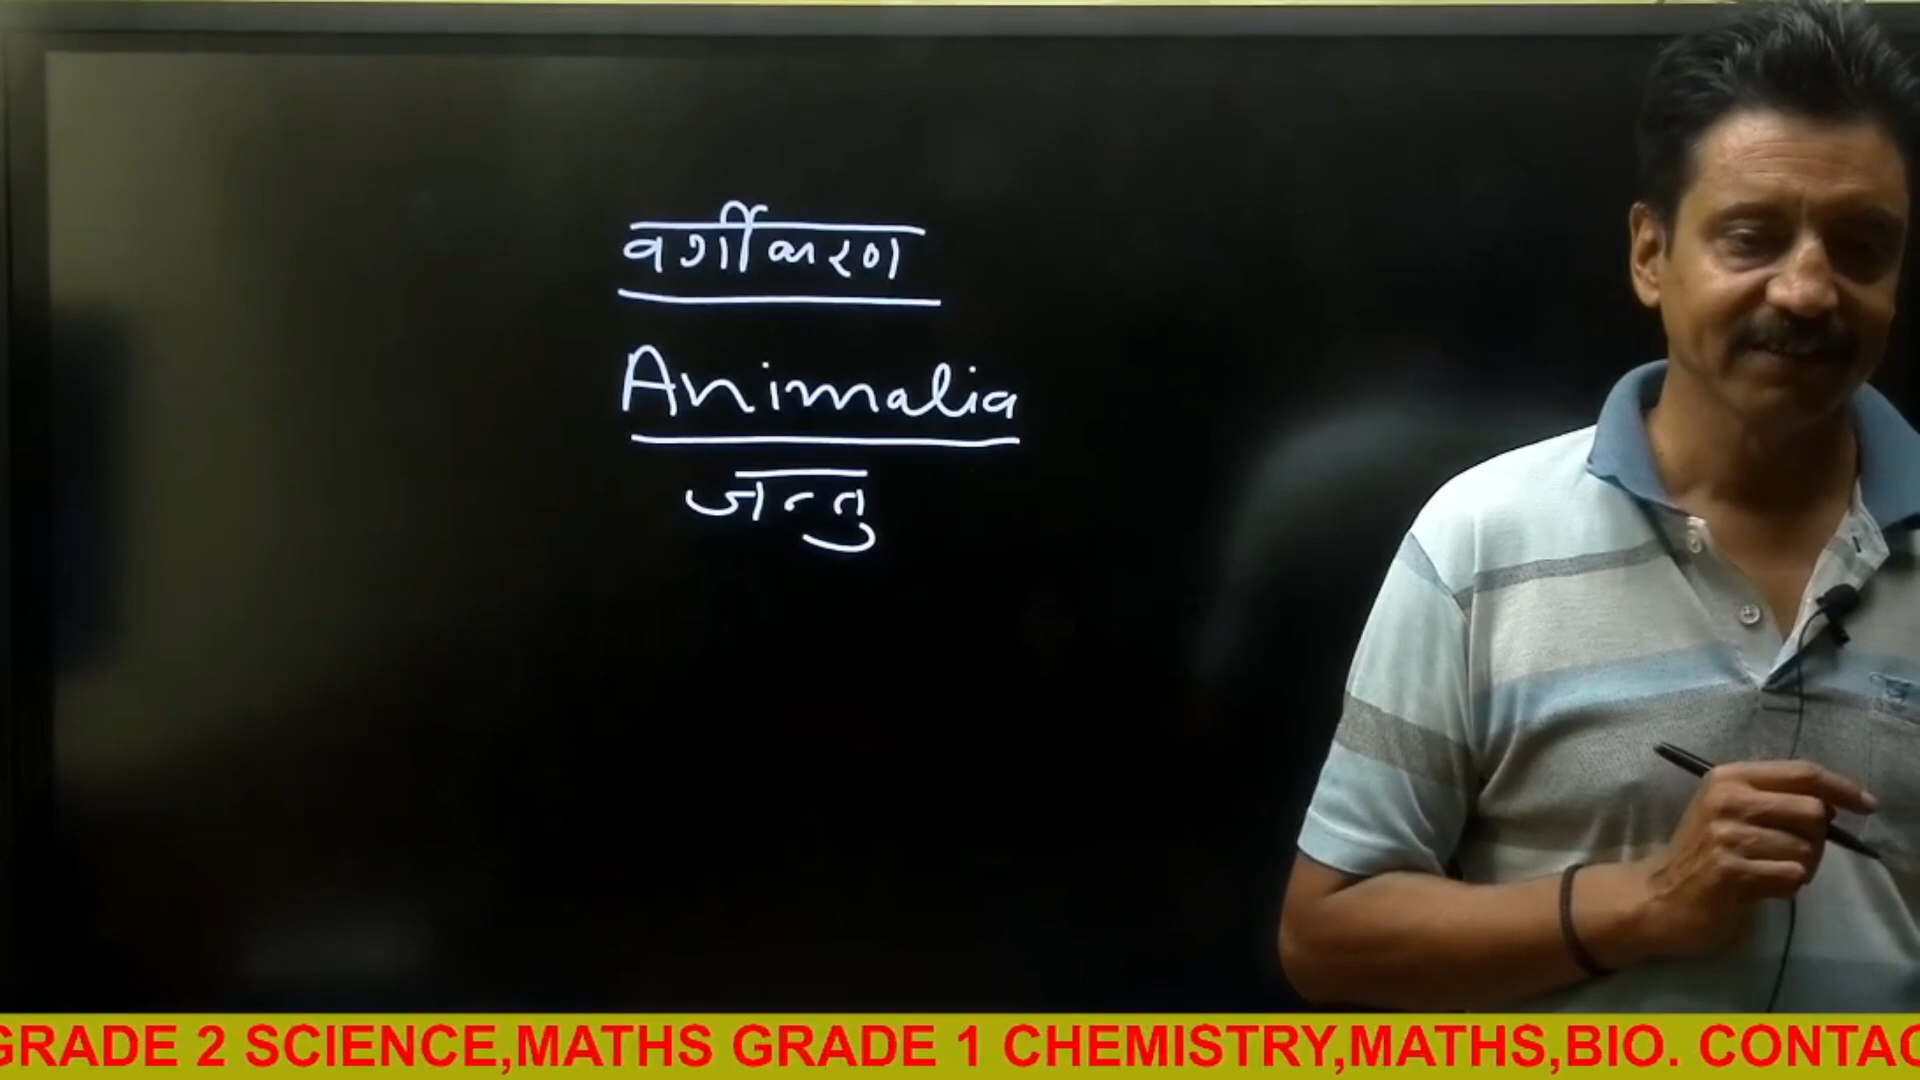 वर्गीकरण
Animalia
जन्तु
GRADE 2 SCIENCE,MATHS GRADE 1 CHEMISTRY,MATHS,BIO. CONTAC